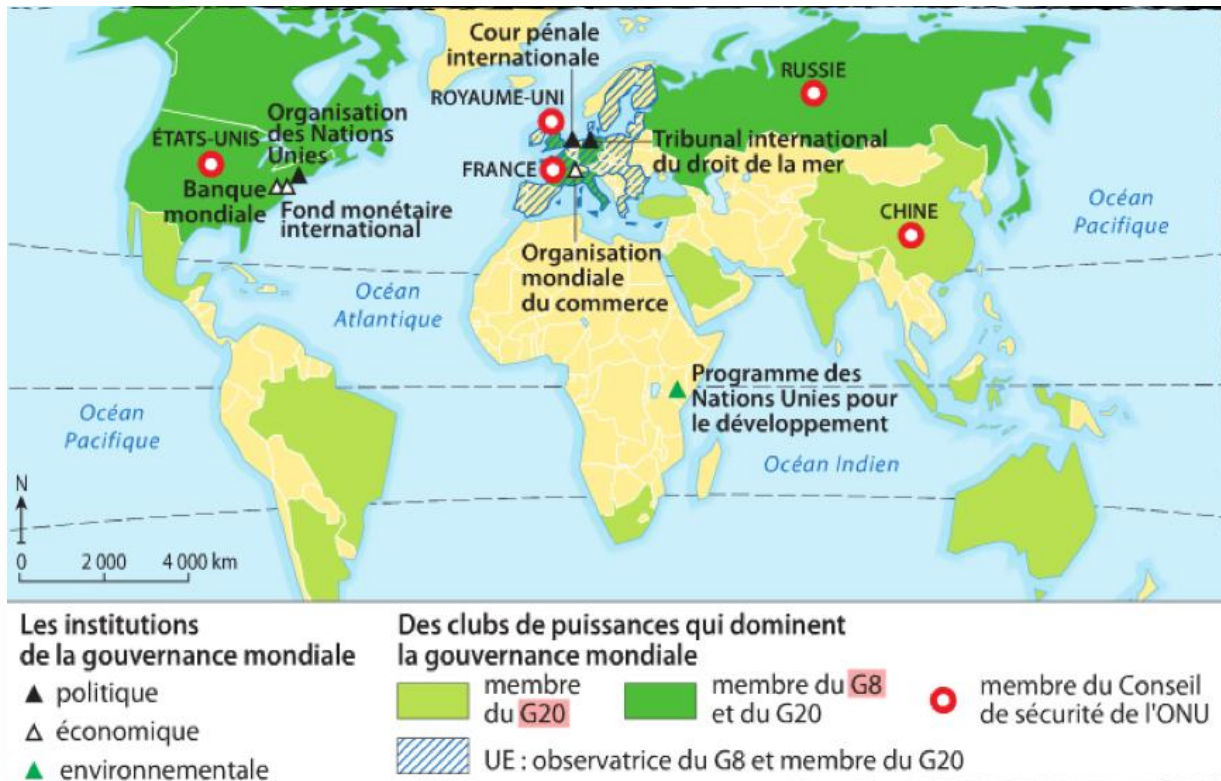 Cour pénale
internationale
RUSSIE
ROYAUME-UNI
Organisation
des Nations
Unies
ÉTATS-UNIS
Tribunal international
du droit de la mer
FRANCE
Banque
mondiale
Fond monétaire
international
CHINE
Océan
Pacifique
Organisation
mondiale
du commerce
Océan
Atlantique
Programme des
Nations Unies pour
le développement
Océan
Pacifique
Océan Indien
N
0 2 000 4 000 km
Les institutions
de la gouvernance mondiale
politique
économique
environnementale
Des clubs de puissances qui dominent
la gouvernance mondiale
membre
du G20
membre du G8
et du G20
membre du Conseil
de sécurité de l'ONU
UE : observatrice du G8 et membre du G20